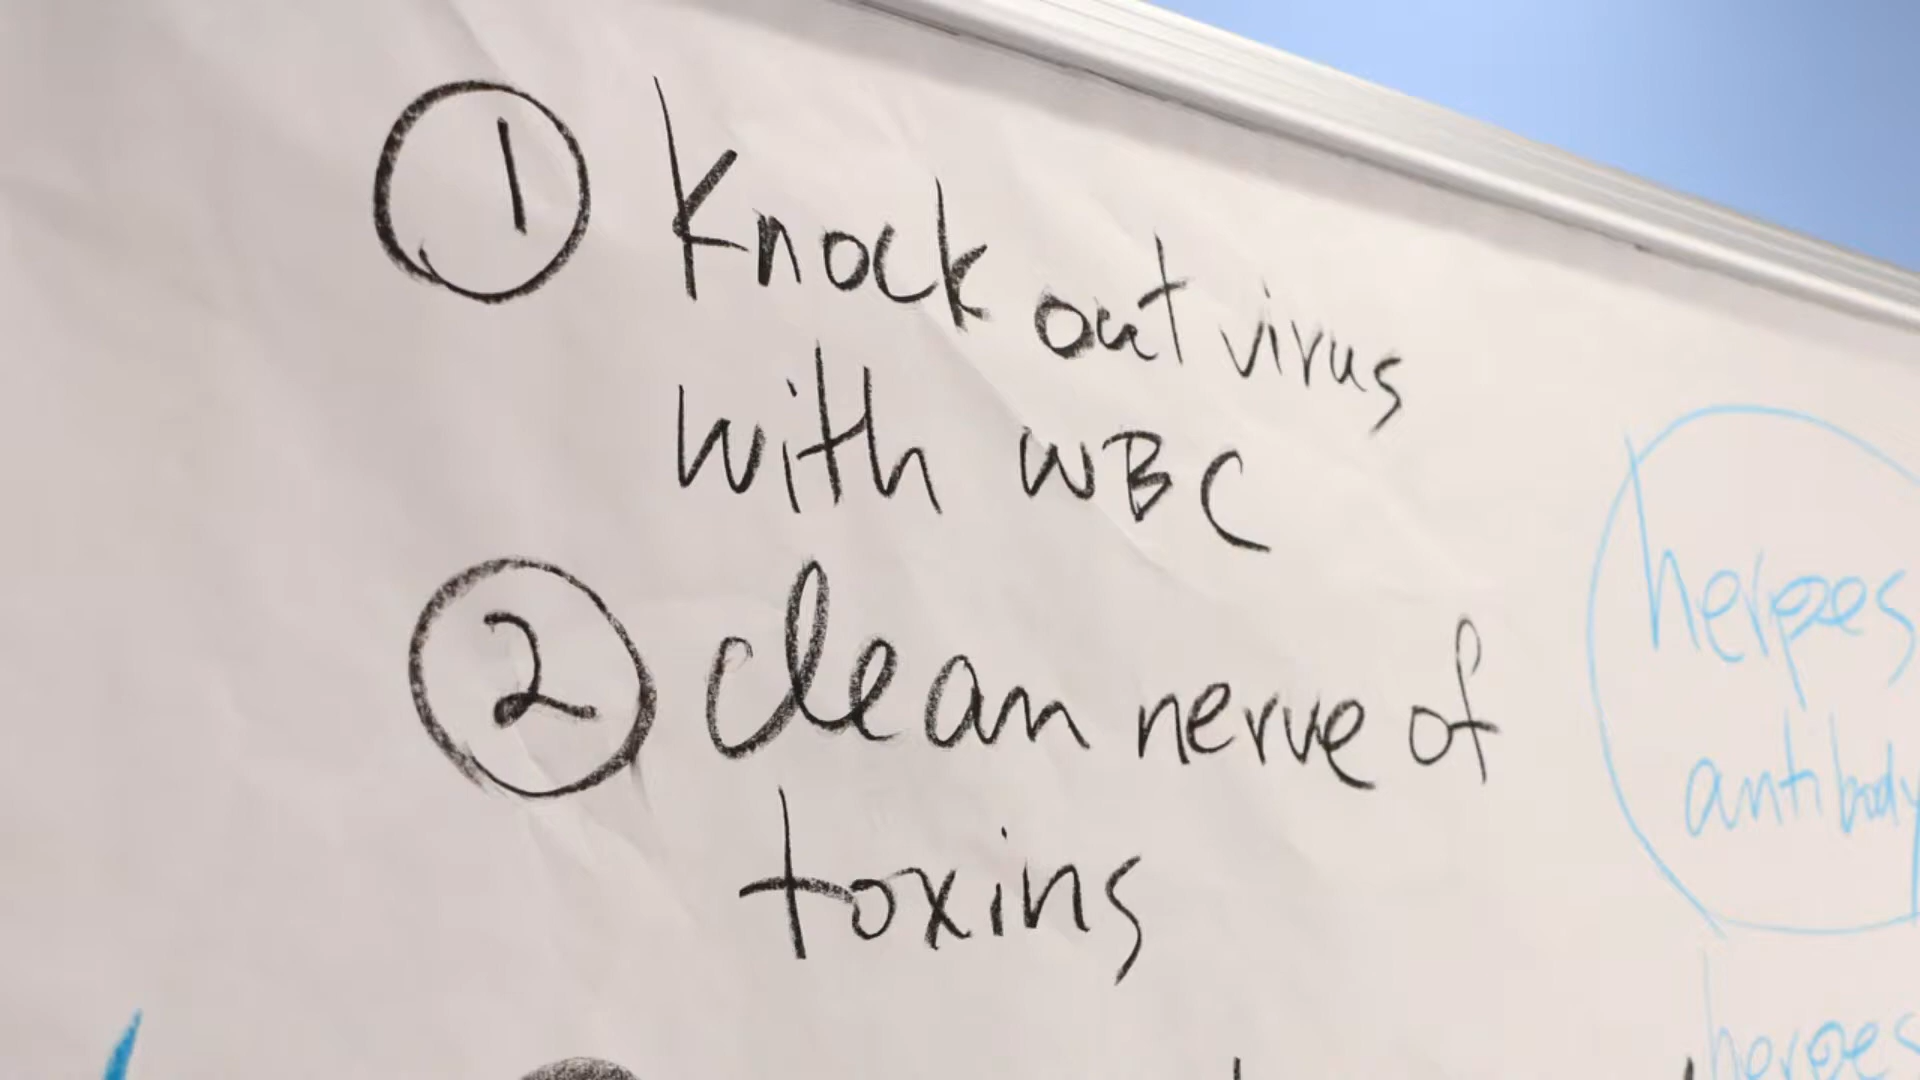 ① Knock out virus
with WBC
② clean nerve of
toxins
herpes
antibody
herpes